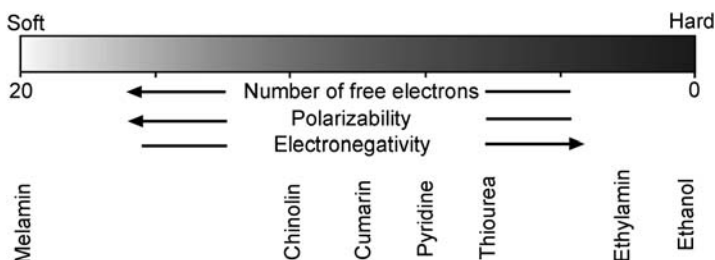 Soft Hard
20 0
Number of free electrons
Polarizability
Electronegativity
Melamin
Chinolin
Cumarin
Pyridine
Thiourea
Ethylamin
Ethanol